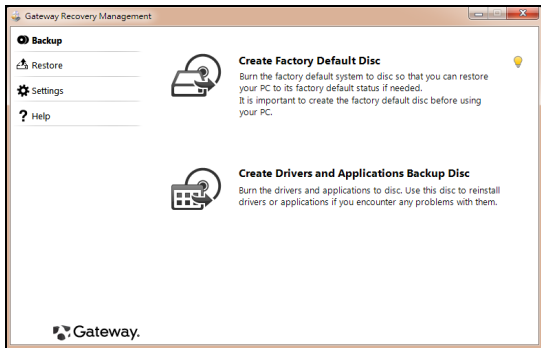 Gateway Recovery Management
Backup
Restore
Settings
? Help
Create Factory Default Disc
Burn the factory default system to disc so that you can restore
your PC to its factory default status if needed.
It is important to create the factory default disc before using
your PC.
Create Drivers and Applications Backup Disc
Burn the drivers and applications to disc. Use this disc to reinstall
drivers or applications if you encounter any problems with them.
Gateway.